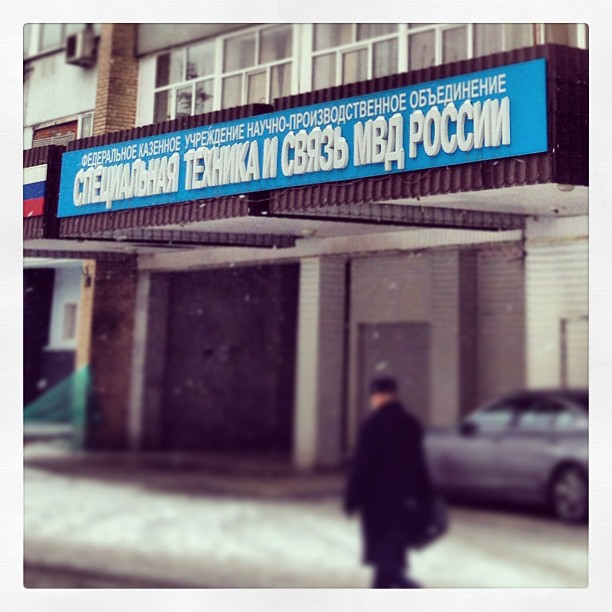 ФЕДЕРАЛЬНОЕ КАЗЕННОЕ УЧРЕЖДЕНИЕ НАУЧНО-ПРОИЗВОДСТВЕННОЕ ОБЪЕДИНЕНИЕ
СПЕЦИАЛЬНАЯ ТЕХНИКА И СВЯЗЬ МВД РОССИИ